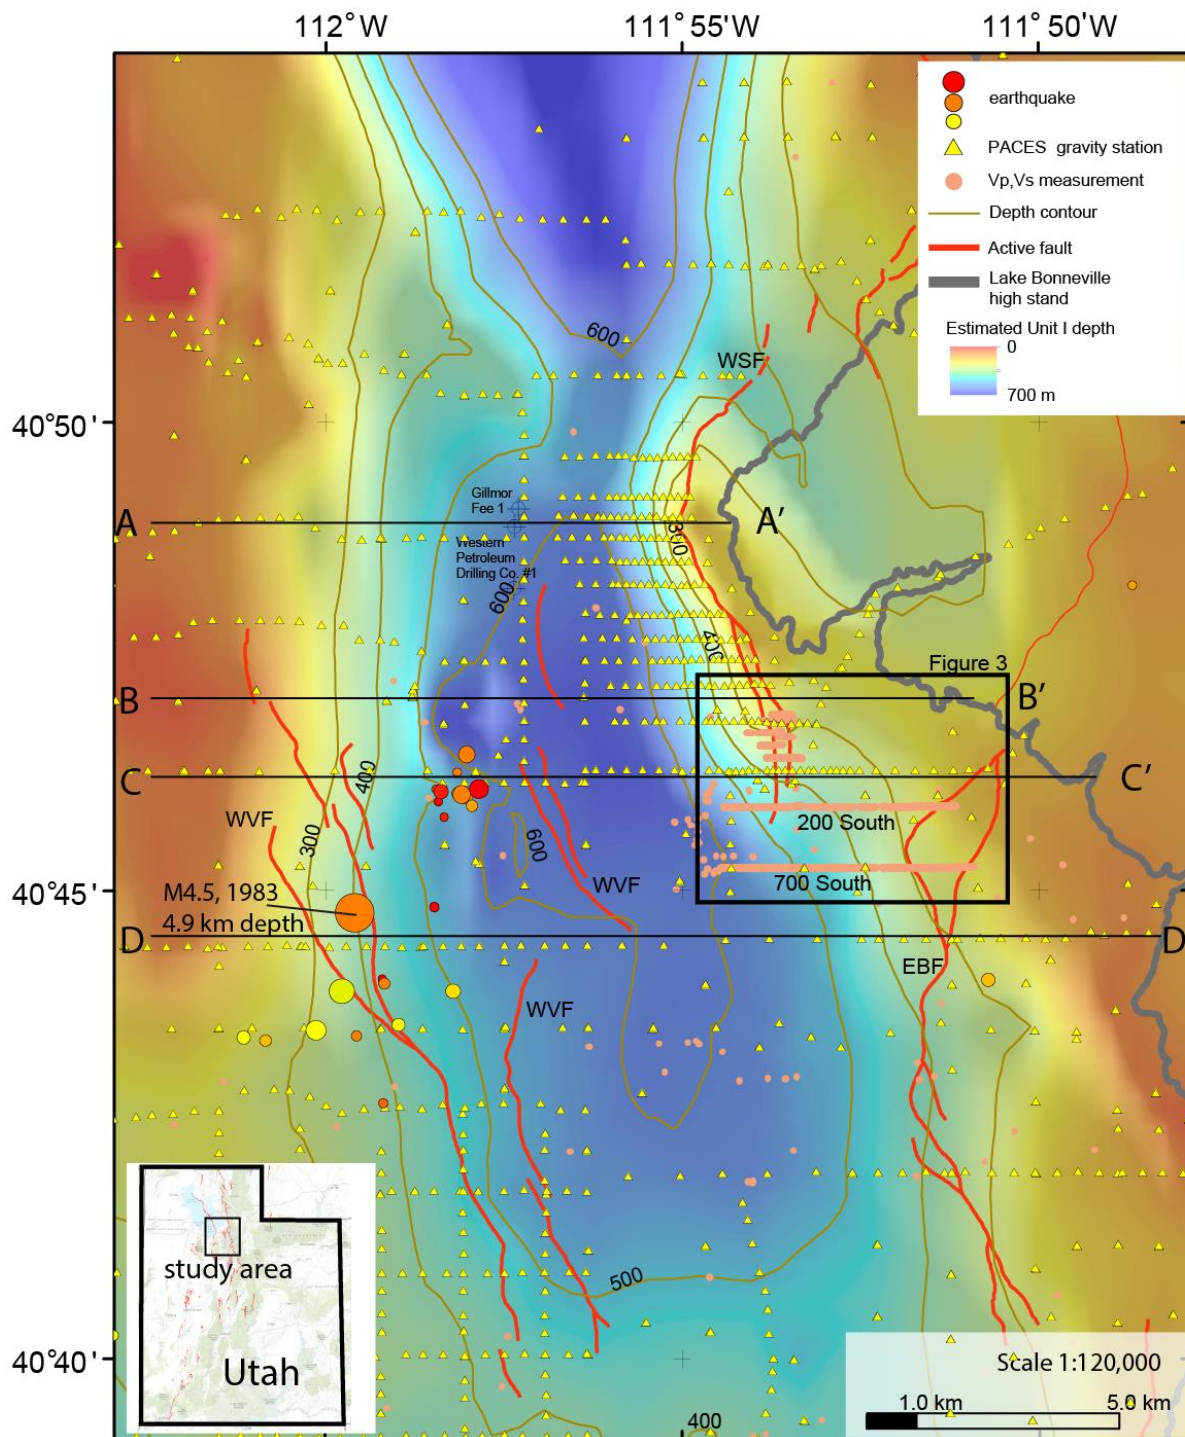 112° W
111° 55'W
111° 50'W
earthquake
PACES gravity station
Vp,Vs measurement
Depth contour
Active fault
Lake Bonneville
high stand
Estimated Unit I depth
0
700 m
600
WSF
40°50'
Gillmor
Fee 1
A
A'
300
Western
Petroleum
Drilling Co. #1
600
400
Figure 3
B
B'
C
C'
400
WVF
300
600
200 South
WVF
700 South
40°45'
M4.5, 1983
4.9 km depth
D
D
EBF
WVF
study area
500
Utah
40°40'
Scale 1:120,000
1.0 km
5.0 km
400